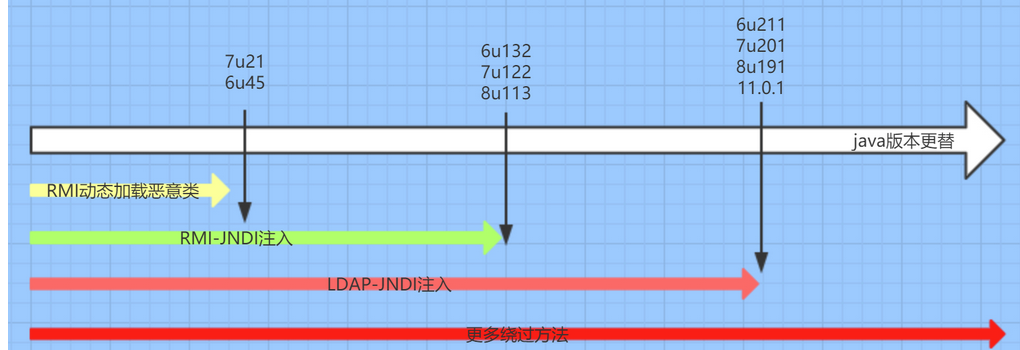 6u211
7u201
8u191
11.0.1
6u132
7u122
8u113
7u21
6u45
java版本更替
RMI动态加载恶意类
RMI-JNDI注入
LDAP-JNDI注入
更多绕过方法